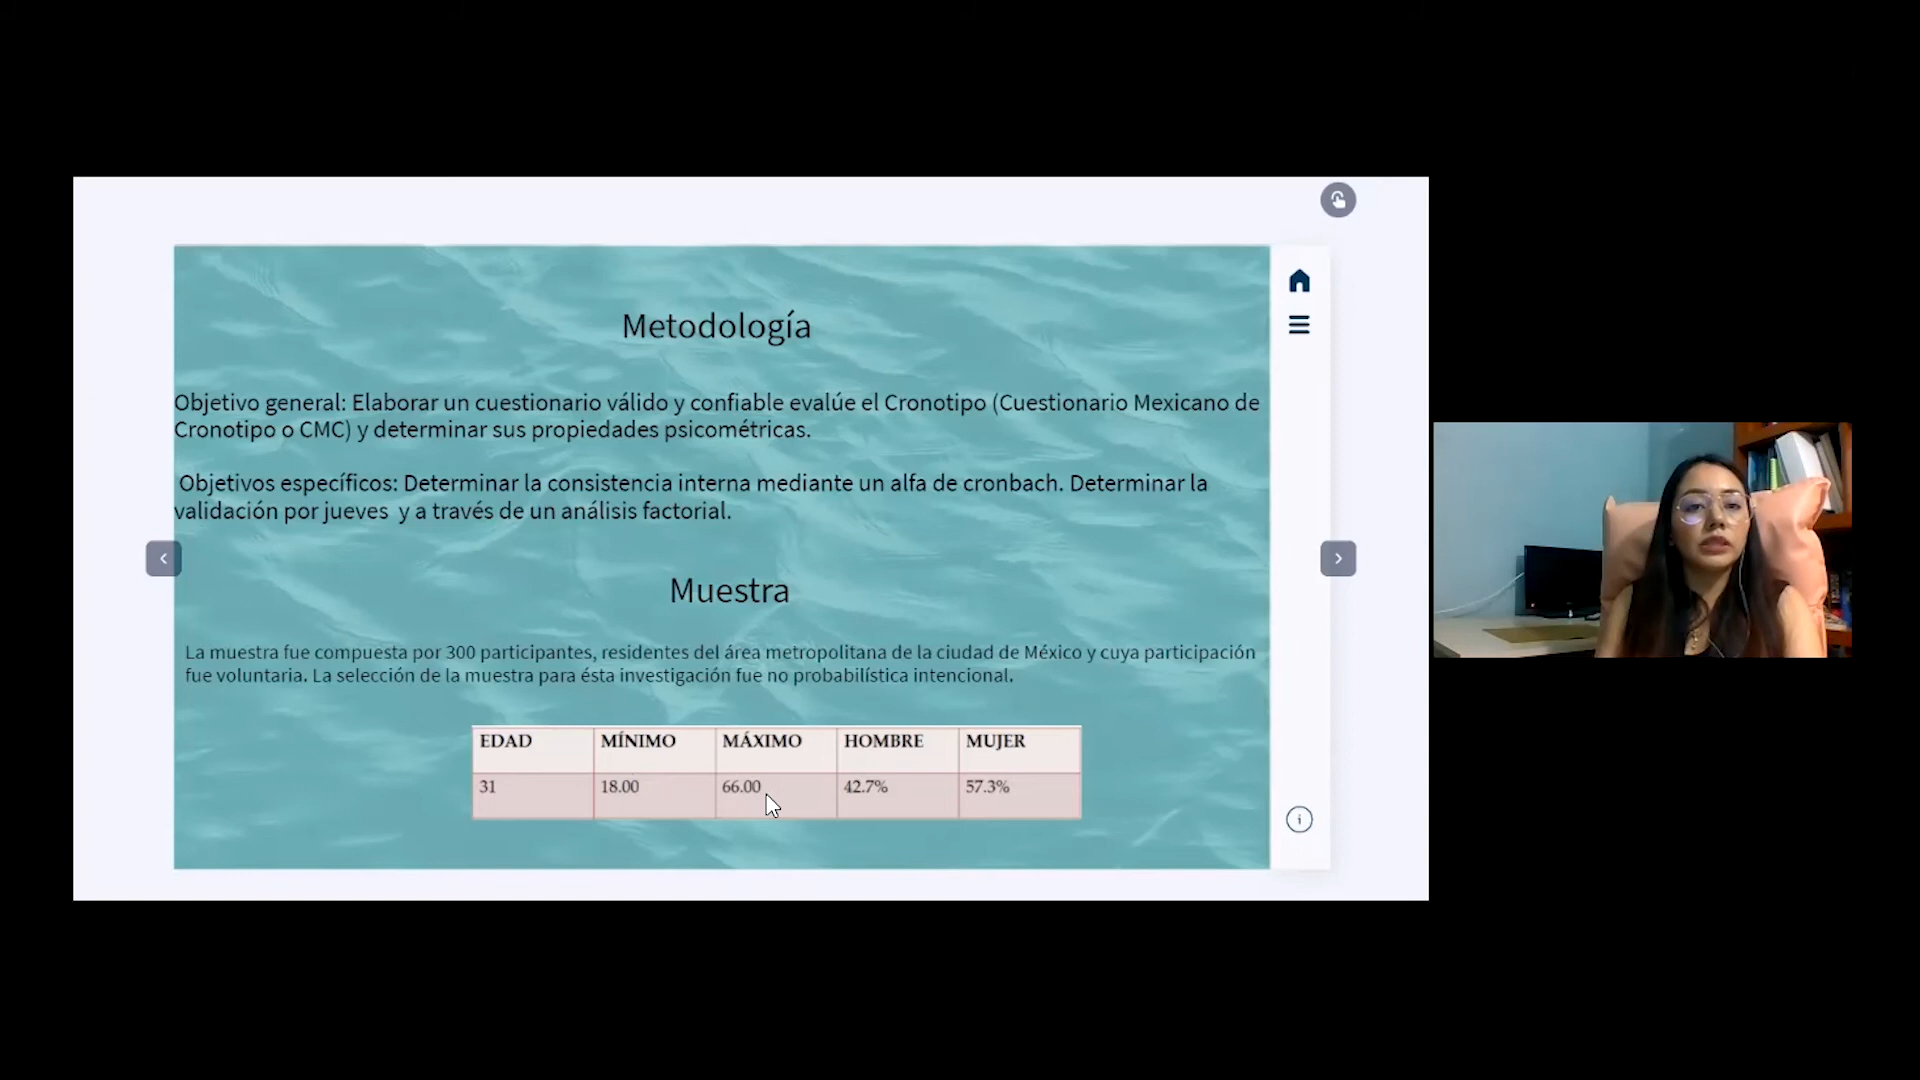 Metodología
Objetivo general: Elaborar un cuestionario válido y confiable evalúe el Cronotipo (Cuestionario Mexicano de
Cronotipo o CMC) y determinar sus propiedades psicométricas.
Objetivos específicos: Determinar la consistencia interna mediante un alfa de cronbach. Determinar la
validación por jueves y a través de un análisis factorial.
Muestra
La muestra fue compuesta por 300 participantes, residentes del área metropolitana de la ciudad de México y cuya participación
fue voluntaria. La selección de la muestra para ésta investigación fue no probabilística intencional.
EDAD MÍNIMO MÁXIMO HOMBRE MUJER
31 18.00 66.00 42.7% 57.3%